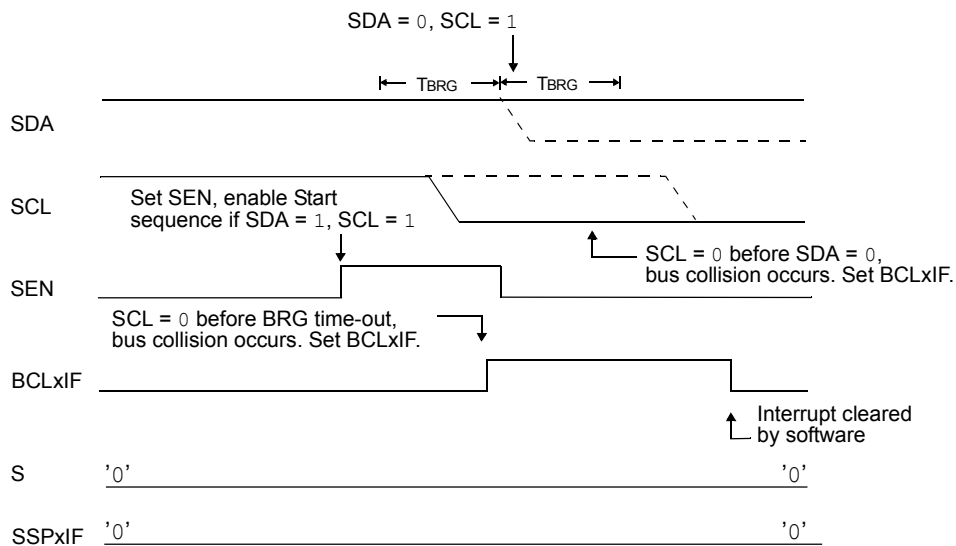 SDA = 0, SCL = 1
TBRG
TBRG
SDA
SCL
Set SEN, enable Start
sequence if SDA = 1, SCL = 1
SCL = 0 before SDA = 0,
bus collision occurs. Set BCLxIF.
SEN
SCL = 0 before BRG time-out,
bus collision occurs. Set BCLxIF.
BCLxIF
Interrupt cleared
by software
S '0' '0'
SSPxIF '0' '0'